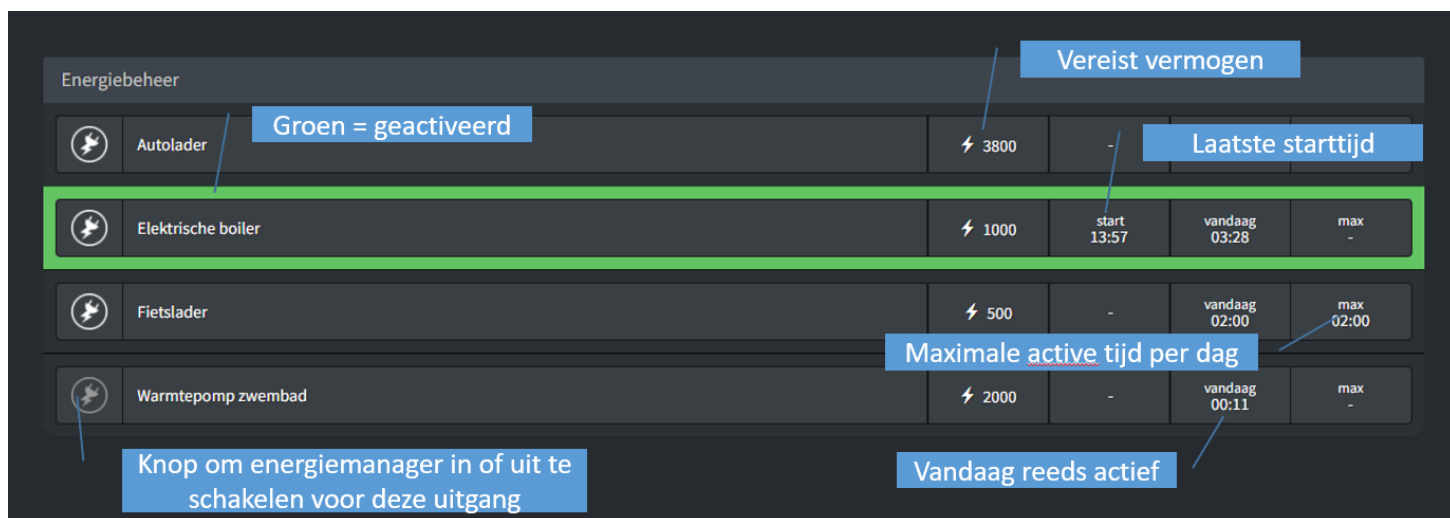 Vereist vermogen
Energiebeheer
Groen = geactiveerd
Autolader
3800
-
Laatste starttijd
Elektrische boiler
1000
start
13:57
vandaag
03:28
max
-
Fietslader
500
-
vandaag
02:00
max
02:00
Maximale active tijd per dag
Warmtepomp zwembad
2000
-
vandaag
00:11
max
-
Knop om energiemanager in of uit te
schakelen voor deze uitgang
Vandaag reeds actief